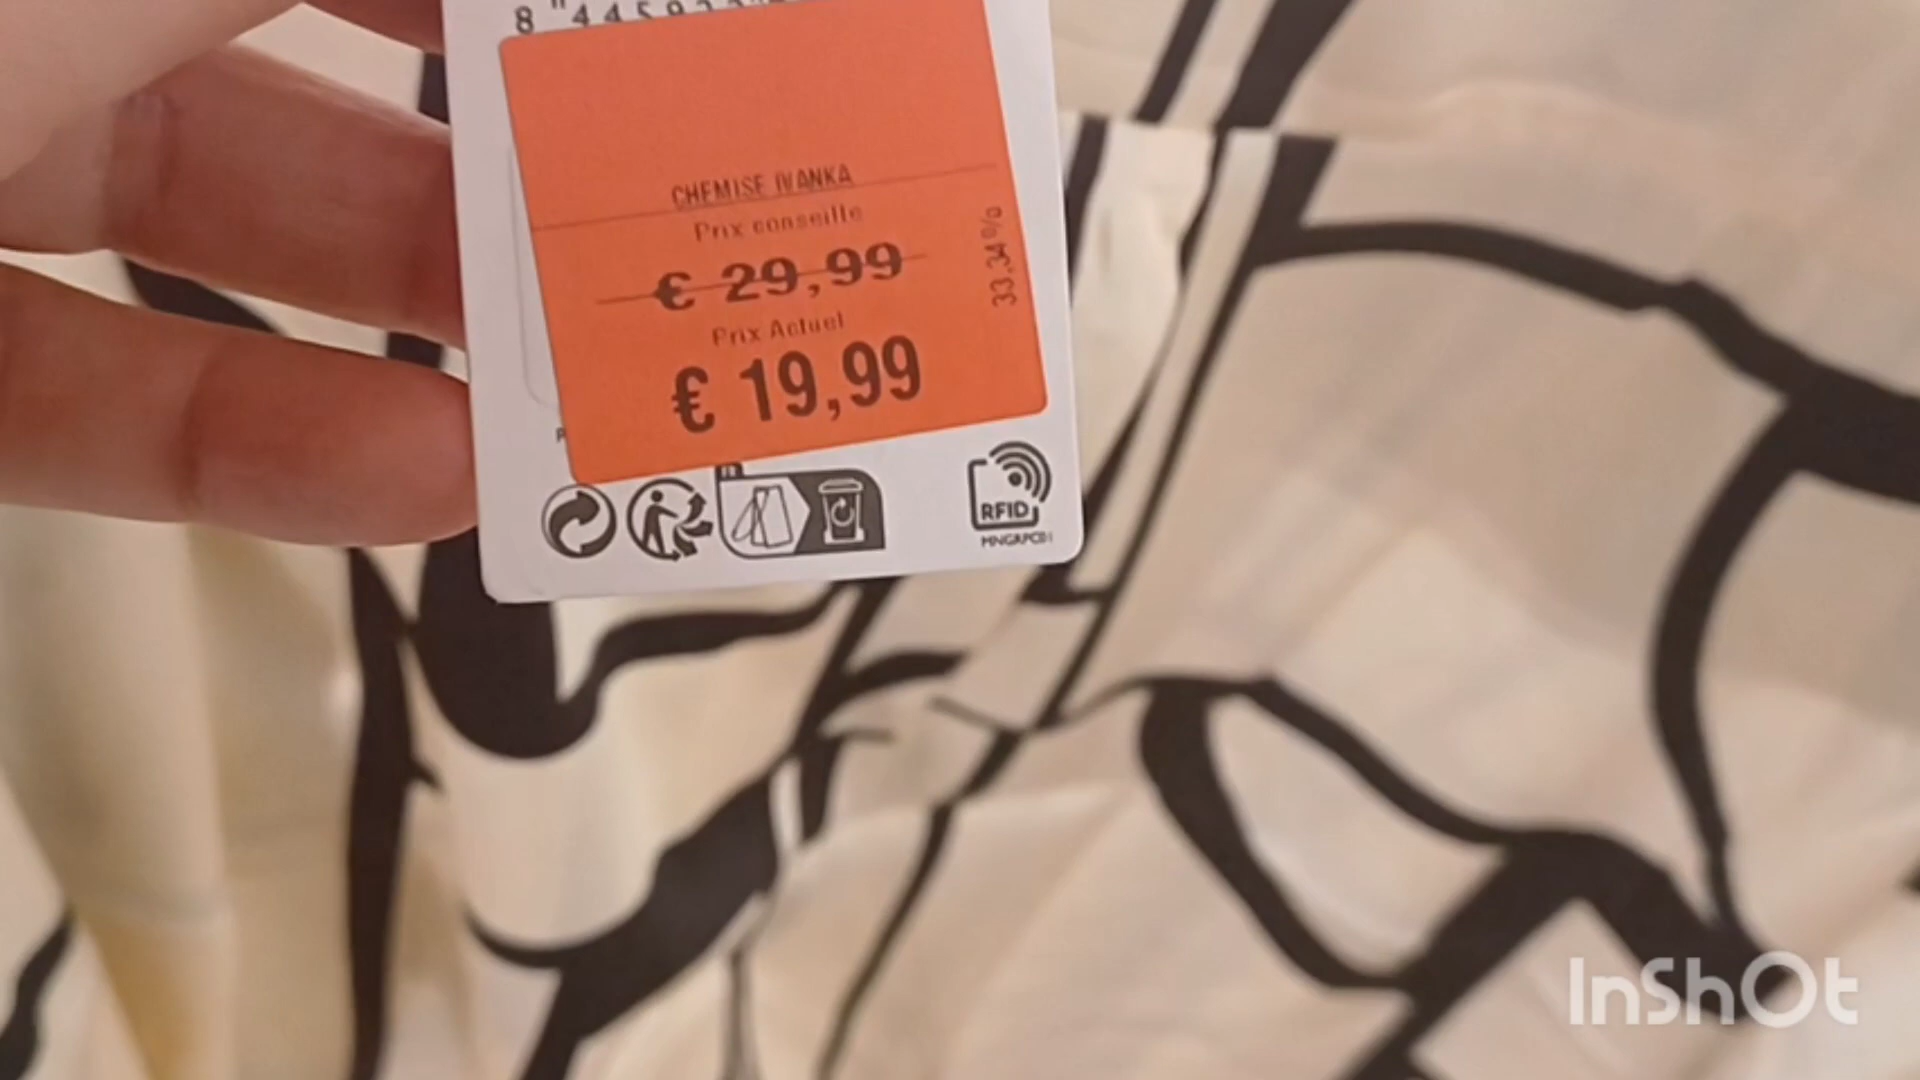 CHEMISE IVANKA
Prix conseille
€ 29,99
33,34%
Prix Actuel
€ 19,99
RFID
InShOt